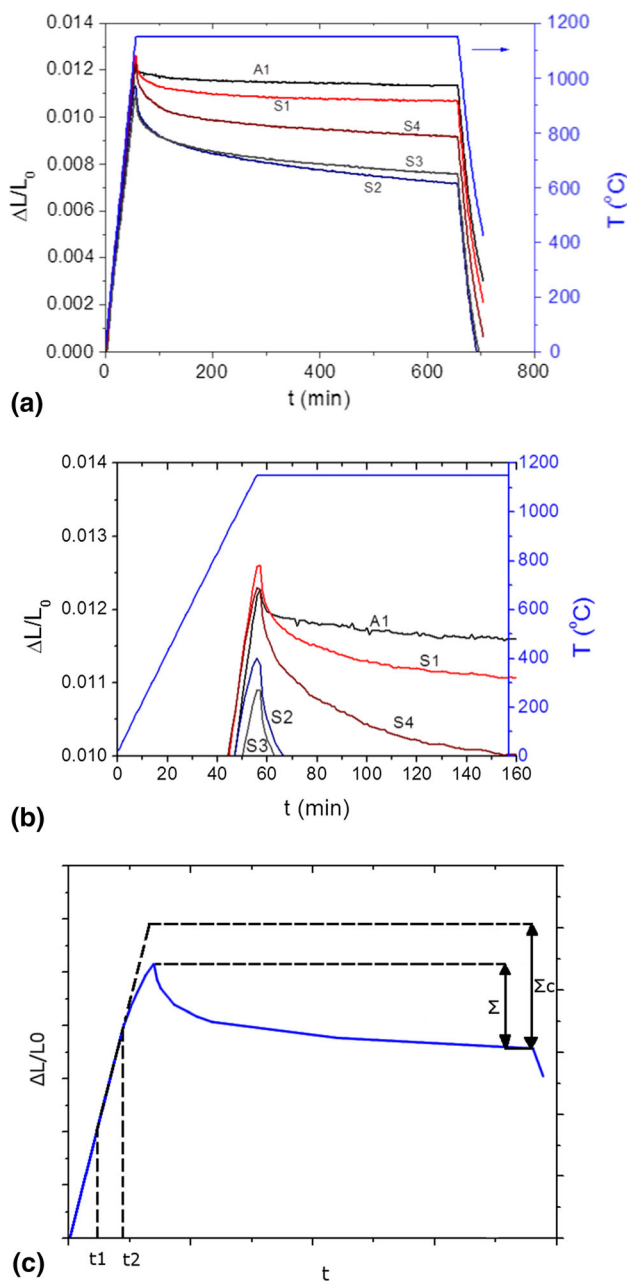 0.014
0.012
0.010
0.008
0.006
0.004
0.002
0.000
ΔL/L0
A1
S1
S4
S3
S2
1200
1000
800
600
400
200
0
T (°C)
0
200
400
600
800
t (min)
(a)
0.014
0.013
0.012
0.011
0.010
ΔL/L0
A1
S1
S4
S2
S3
1200
1000
800
600
400
200
0
T (°C)
0
20
40
60
80
100
120
140
160
t (min)
(b)
ΔL/L0
Σ
Σc
t1
t2
t
(c)